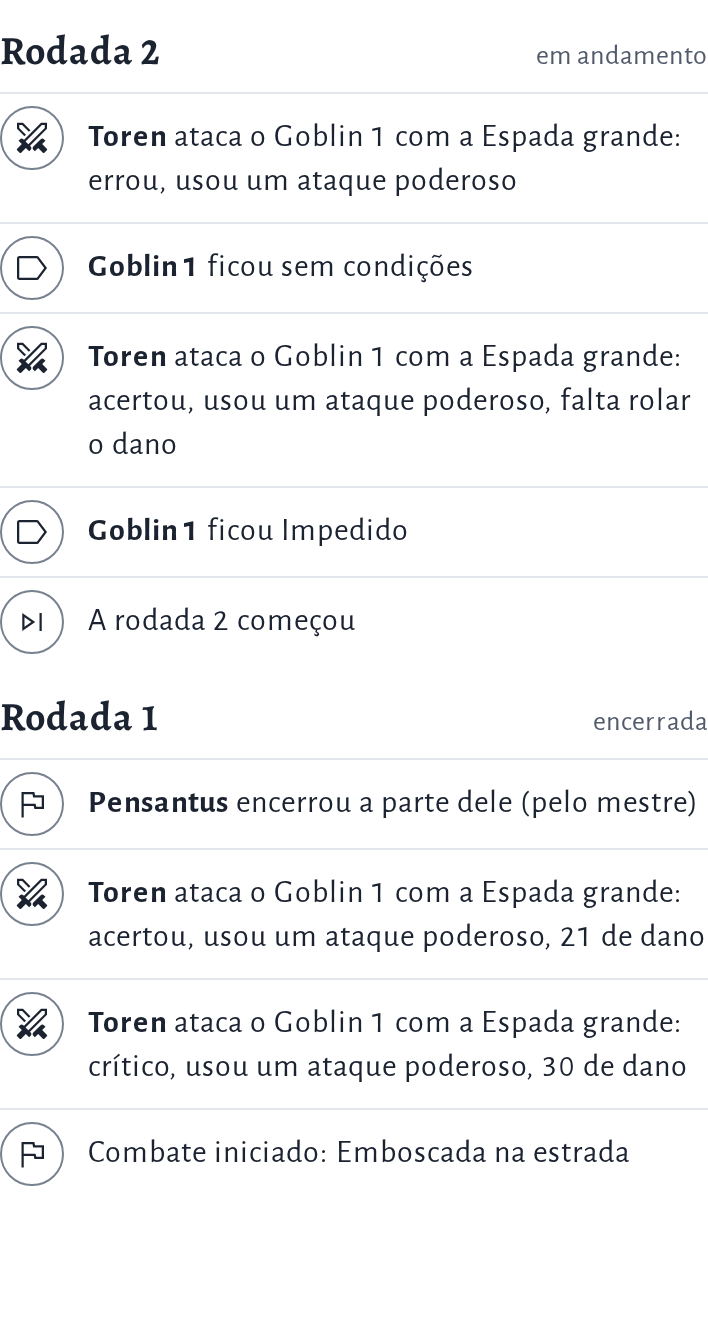 Rodada 2
em andamento
Toren ataca o Goblin 1 com a Espada grande:
errou, usou um ataque poderoso
Goblin 1 ficou sem condições
Toren ataca o Goblin 1 com a Espada grande:
acertou, usou um ataque poderoso, falta rolar
o dano
Goblin 1 ficou Impedido
A rodada 2 começou
Rodada 1
encerrada
Pensantus encerrou a parte dele (pelo mestre)
Toren ataca o Goblin 1 com a Espada grande:
acertou, usou um ataque poderoso, 21 de dano
Toren ataca o Goblin 1 com a Espada grande:
crítico, usou um ataque poderoso, 30 de dano
Combate iniciado: Emboscada na estrada